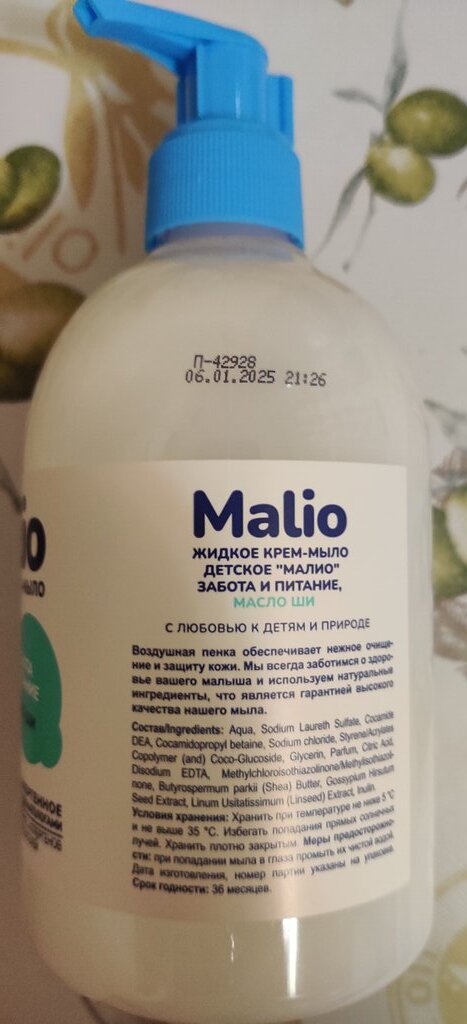 П-42928
06.01.2025 21:26
Malio
ЖИДКОЕ КРЕМ-МЫЛО
ДЕТСКОЕ "МАЛИО"
ЗАБОТА И ПИТАНИЕ,
МАСЛО ШИ
С ЛЮБОВЬЮ К ДЕТЯМ И ПРИРОДЕ
Воздушная пенка обеспечивает нежное очище-
ние и защиту кожи. Мы всегда заботимся о здоро-
вье вашего малыша и используем натуральные
ингредиенты, что является гарантией высокого
качества нашего мыла.
Состав/Ingredients: Aqua, Sodium Laureth Sulfate, Cocamide
DEA, Cocamidopropyl betaine, Sodium chloride, Styrene/Acrylates
Copolymer (and) Coco-Glucoside, Glycerin, Parfum, Citric Acid,
Disodium EDTA, Methylchloroisothiazolinone/Methylisothiazoli-
none, Butyrospermum parkii (Shea) Butter, Gossypium Hirsutum
Seed Extract, Linum Usitatissimum (Linseed) Extract, Inulin.
Условия хранения: Хранить при температуре не ниже 5 °С
и не выше 35 °С. Избегать попадания прямых солнечных
лучей. Хранить плотно закрытым. Меры предосторожно-
сти: при попадании мыла в глаза промыть их чистой водой.
Дата изготовления, номер партии указаны на упаковке.
Срок годности: 36 месяцев.